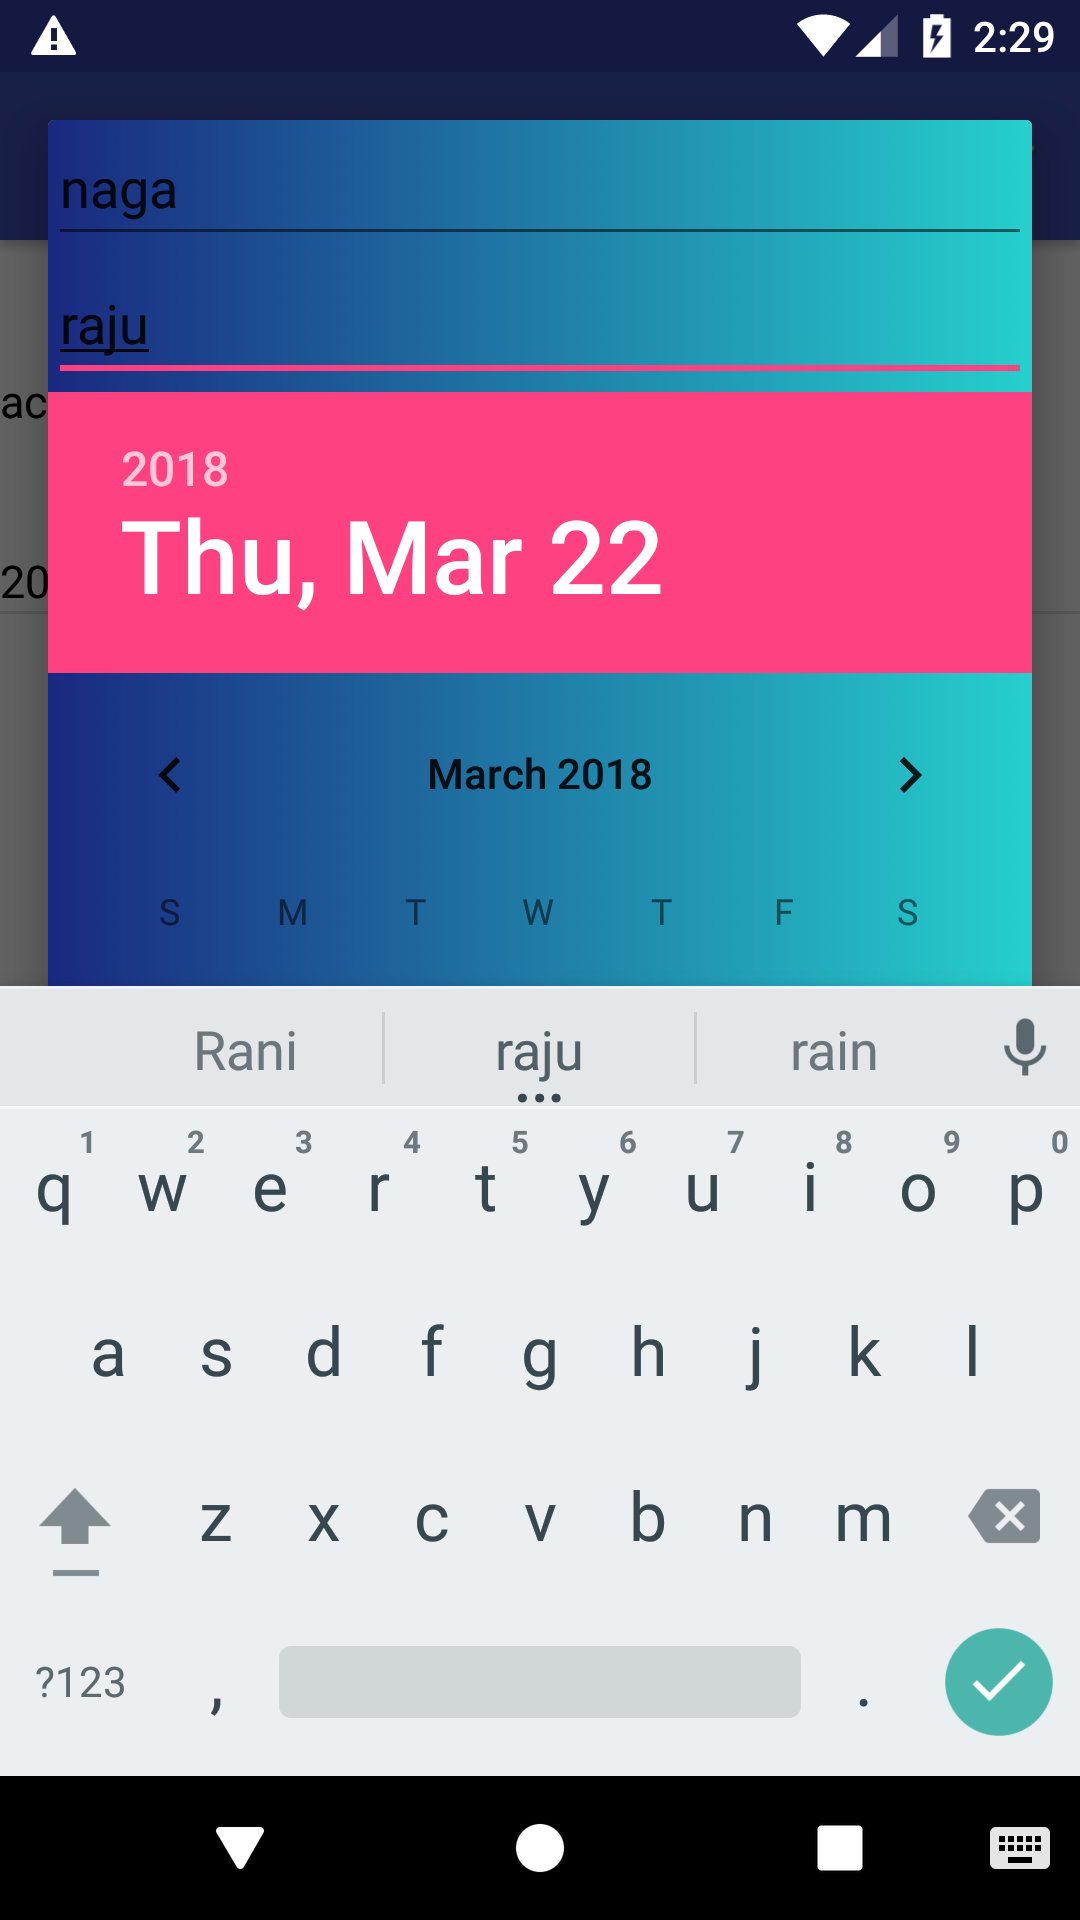 2:29
naga
raju
ac
2018
Thu, Mar 22
20
March 2018
S M T W T F S
Rani raju rain
1 2 3 4 5 6 7 8 9 0
q w e r t y u i o p
a s d f g h j k l
z x c v b n m
?123 , .